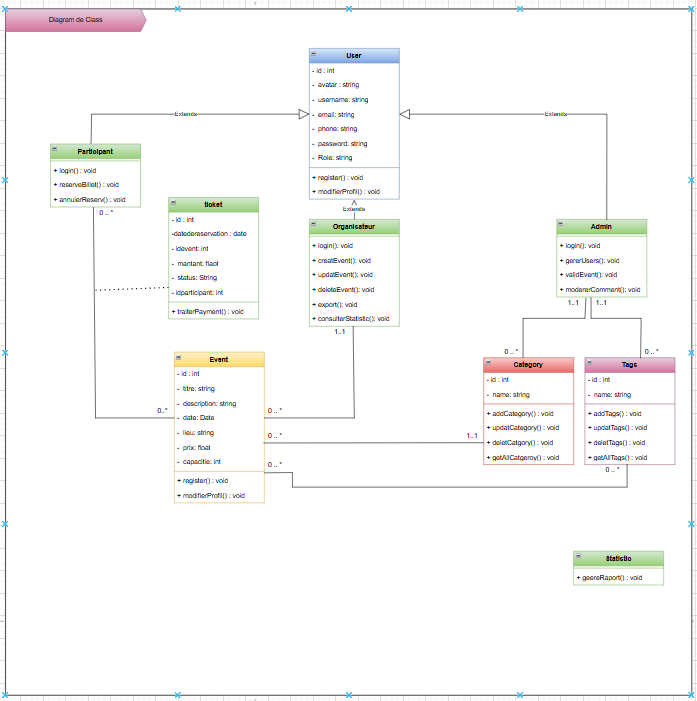 Diagram de Class
User
- id : int
- avatar : string
- username: string
- email: string
- phone: string
- password: string
- Role: string
+ register() : void
+ modifierProfil() : void
Extends
Extends
Extends
Participant
+ login() : void
+ reserveBillet() : void
+ annulerReserv() : void
0 .. *
ticket
- id : int
-datedereservation : date
- idevent: int
- mantant: flaot
- status: String
- idparticipant: int
+ traiterPayment() : void
Organisateur
+ login(): void
+ creatEvent(): void
+ updatEvent(): void
+ deleteEvent(): void
+ export(): void
+ consulterStatistic(): void
1..1
Admin
+ login(): void
+ gererUsers(): void
+ validEvent(): void
+ modererComment(): void
1..1
1..1
0 .. *
0 .. *
Event
- id : int
- titre: string
- description: string
- date: Date
- lieu: string
- prix: float
- capacitie: int
+ register() : void
+ modifierProfil() : void
0..*
0 .. *
0 .. *
1..1
0 .. *
Category
- id : int
- name: string
+ addCategory() : void
+ updatCategory() : void
+ deletCatgory() : void
+ getAllCatgeroy() : void
Tags
- id : int
- name: string
+ addTags() : void
+ updatTags() : void
+ deletTags() : void
+ getAllTags() : void
0 .. *
Statistic
+ geereRaport() : void